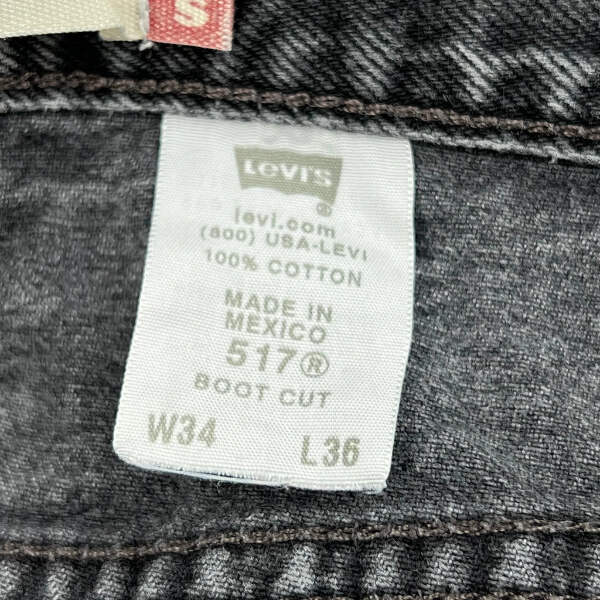 S
LEVI'S
®
levi.com
(800) USA-LEVI
100% COTTON
MADE IN
MEXICO
517®
BOOT CUT
W34 L36